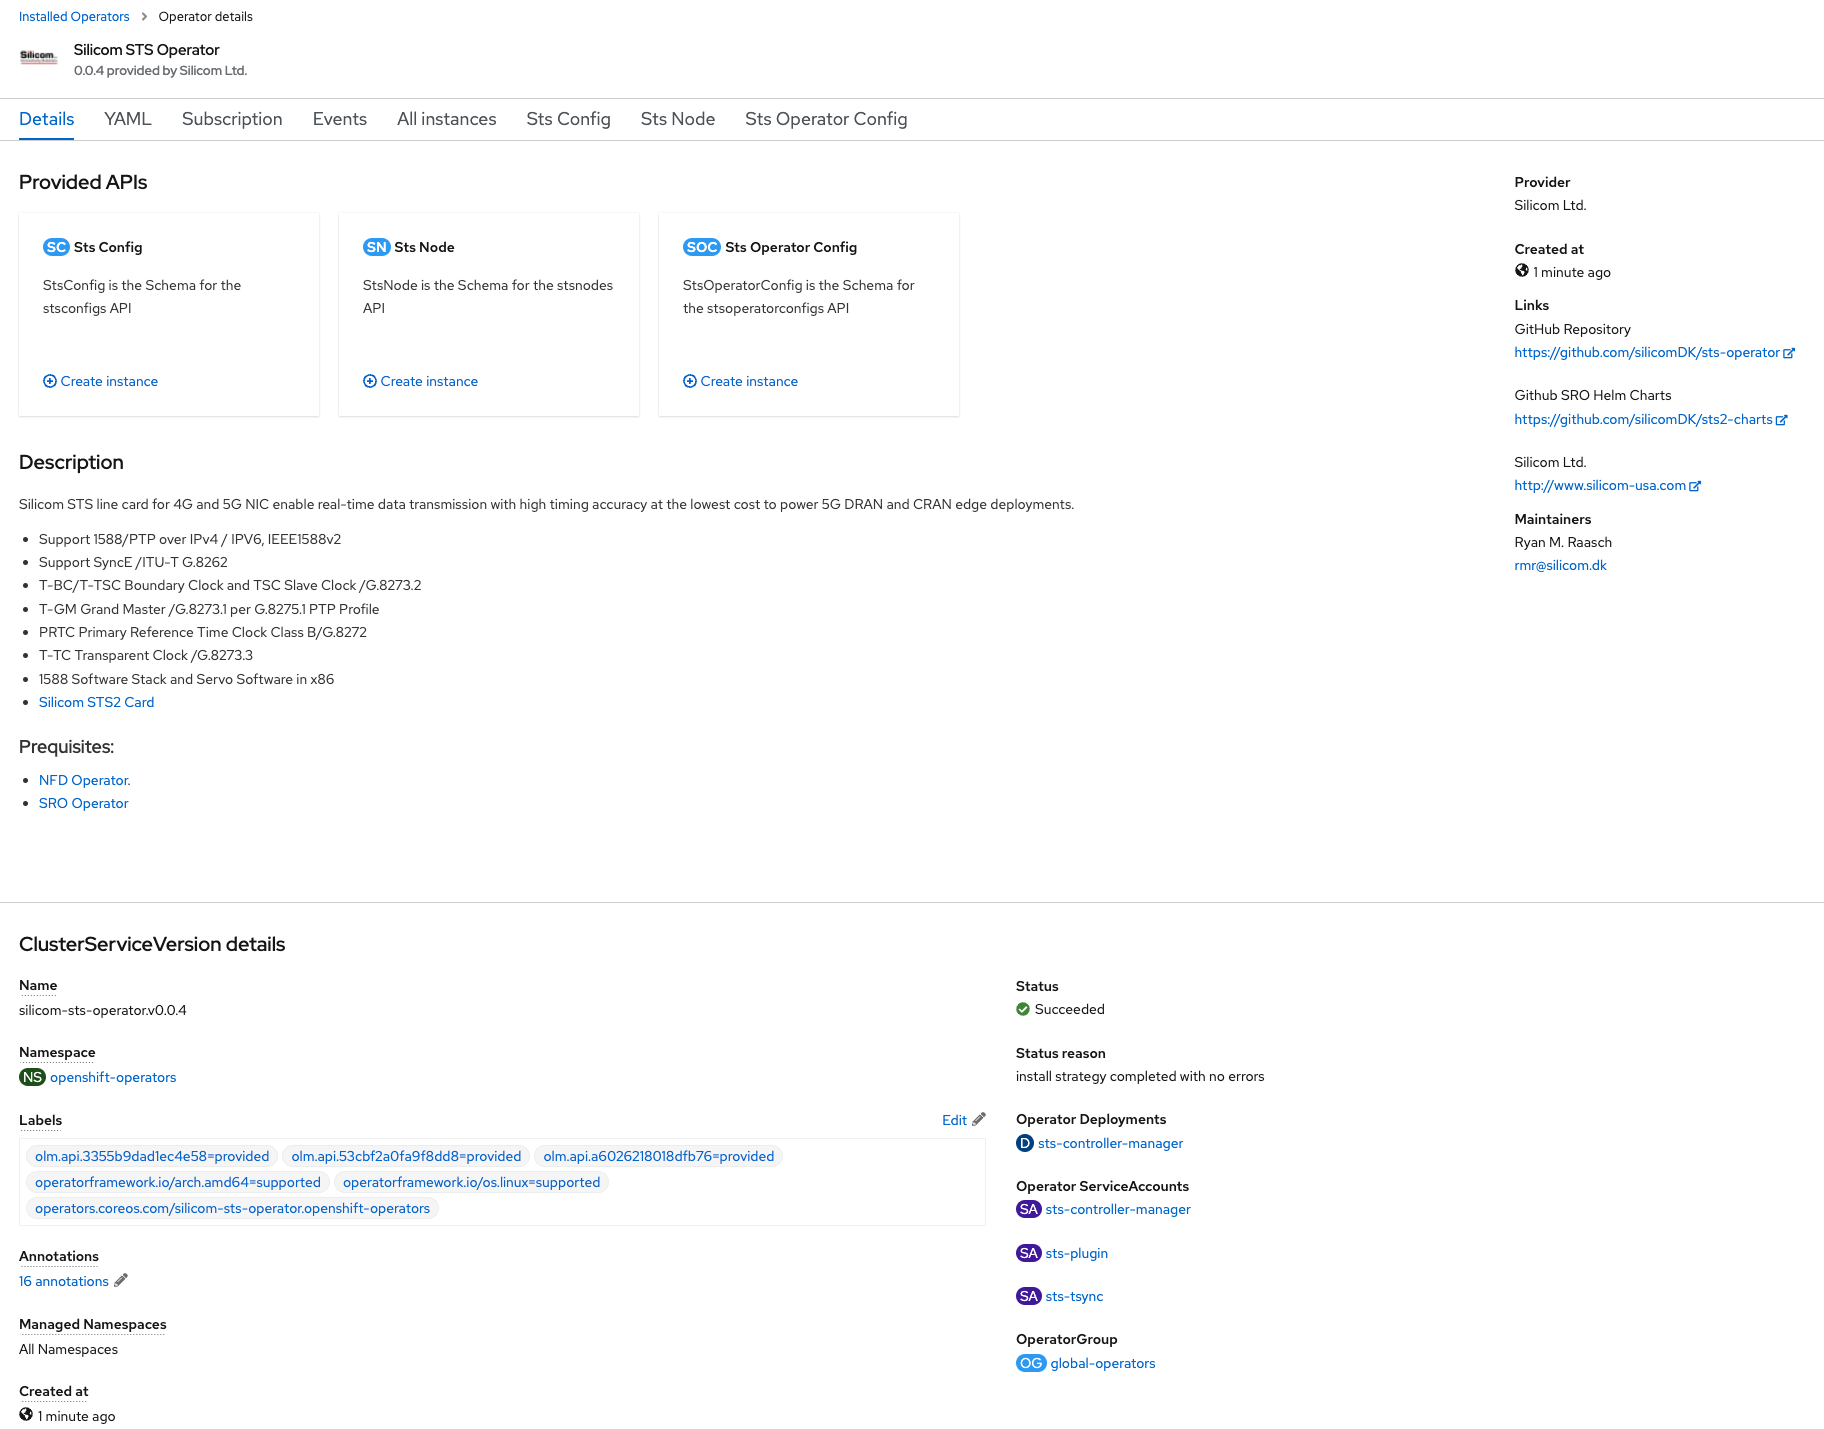 Installed Operators > Operator details
Silicom
Silicom STS Operator
0.0.4 provided by Silicom Ltd.
Details YAML Subscription Events All instances Sts Config Sts Node Sts Operator Config
Provided APIs
SC Sts Config
StsConfig is the Schema for the
stsconfigs API
Create instance
SN Sts Node
StsNode is the Schema for the stsnodes
API
Create instance
SOC Sts Operator Config
StsOperatorConfig is the Schema for
the stsoperatorconfigs API
Create instance
Description
Silicom STS line card for 4G and 5G NIC enable real-time data transmission with high timing accuracy at the lowest cost to power 5G DRAN and CRAN edge deployments.
Support 1588/PTP over IPv4 / IPV6, IEEE1588v2
Support SyncE /ITU-T G.8262
T-BC/T-TSC Boundary Clock and TSC Slave Clock /G.8273.2
T-GM Grand Master /G.8273.1 per G.8275.1 PTP Profile
PRTC Primary Reference Time Clock Class B/G.8272
T-TC Transparent Clock /G.8273.3
1588 Software Stack and Servo Software in x86
Silicom STS2 Card
Prequisites:
NFD Operator.
SRO Operator
Provider
Silicom Ltd.
Created at
1 minute ago
Links
GitHub Repository
https://github.com/silicomDK/sts-operator
Github SRO Helm Charts
https://github.com/silicomDK/sts2-charts
Silicom Ltd.
http://www.silicom-usa.com
Maintainers
Ryan M. Raasch
rmr@silicom.dk
ClusterServiceVersion details
Name
silicom-sts-operator.v0.0.4
Namespace
NS openshift-operators
Labels
Edit
olm.api.3355b9dad1ec4e58=provided olm.api.53cbf2a0fa9f8dd8=provided olm.api.a6026218018dfb76=provided
operatorframework.io/arch.amd64=supported operatorframework.io/os.linux=supported
operators.coreos.com/silicom-sts-operator.openshift-operators
Annotations
16 annotations
Managed Namespaces
All Namespaces
Created at
1 minute ago
Status
Succeeded
Status reason
install strategy completed with no errors
Operator Deployments
D sts-controller-manager
Operator ServiceAccounts
SA sts-controller-manager
SA sts-plugin
SA sts-tsync
OperatorGroup
OG global-operators